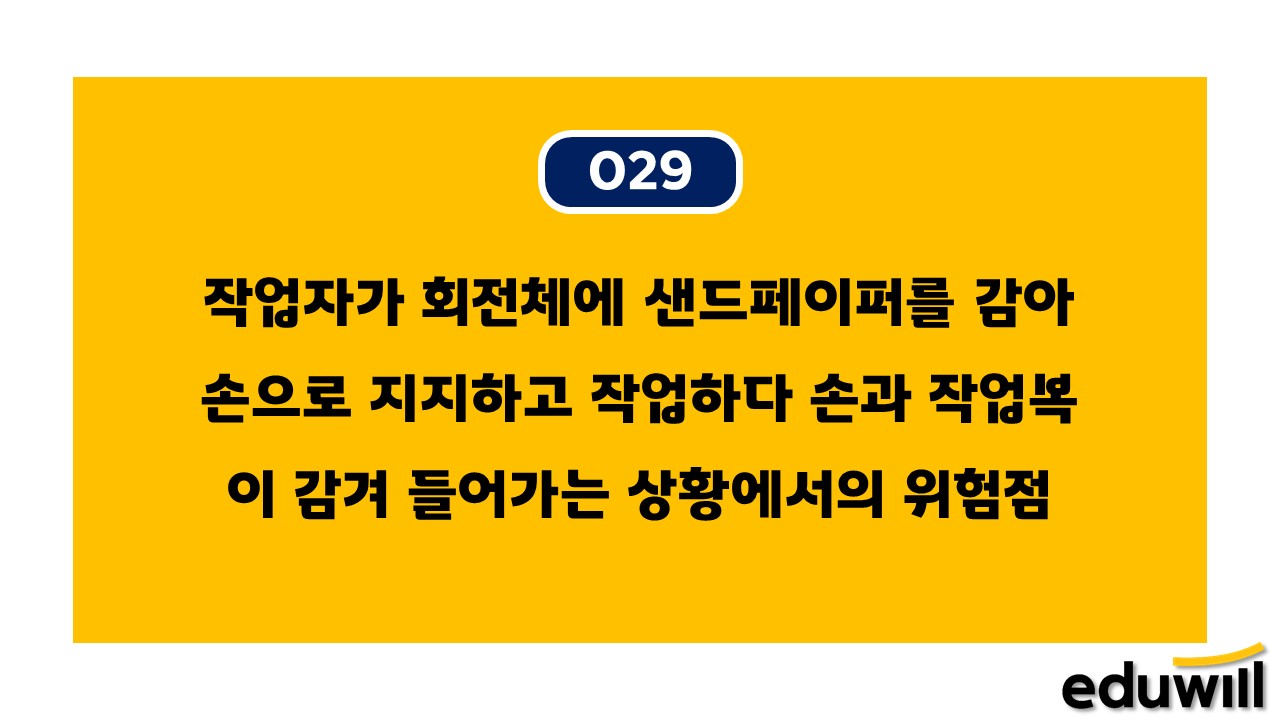 029
작업자가 회전체에 샌드페이퍼를 감아
손으로 지지하고 작업하다 손과 작업복
이 감겨 들어가는 상황에서의 위험점
eduwill